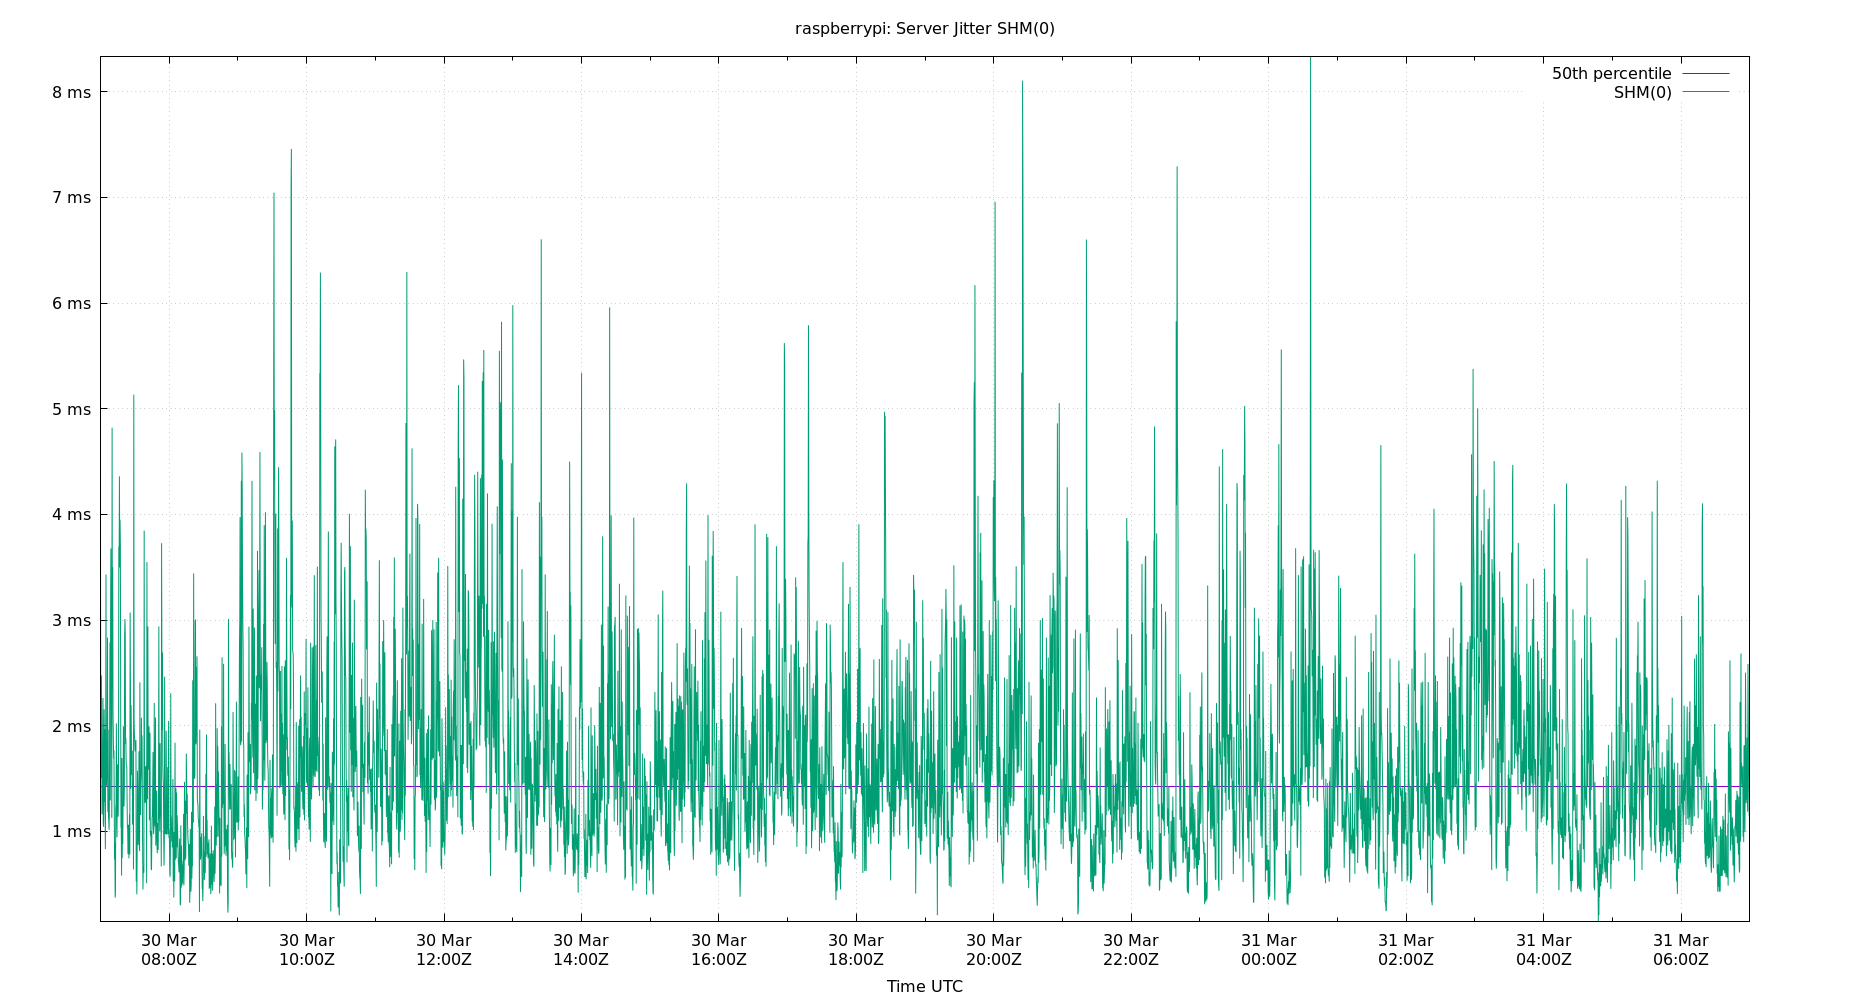 raspberrypi: Server Jitter SHM(0)
50th percentile
SHM(0)
8 ms
7 ms
6 ms
5 ms
4 ms
3 ms
2 ms
1 ms
30 Mar 30 Mar 30 Mar 30 Mar 30 Mar 30 Mar 30 Mar 30 Mar 31 Mar 31 Mar 31 Mar 31 Mar
08:00Z 10:00Z 12:00Z 14:00Z 16:00Z 18:00Z 20:00Z 22:00Z 00:00Z 02:00Z 04:00Z 06:00Z
Time UTC